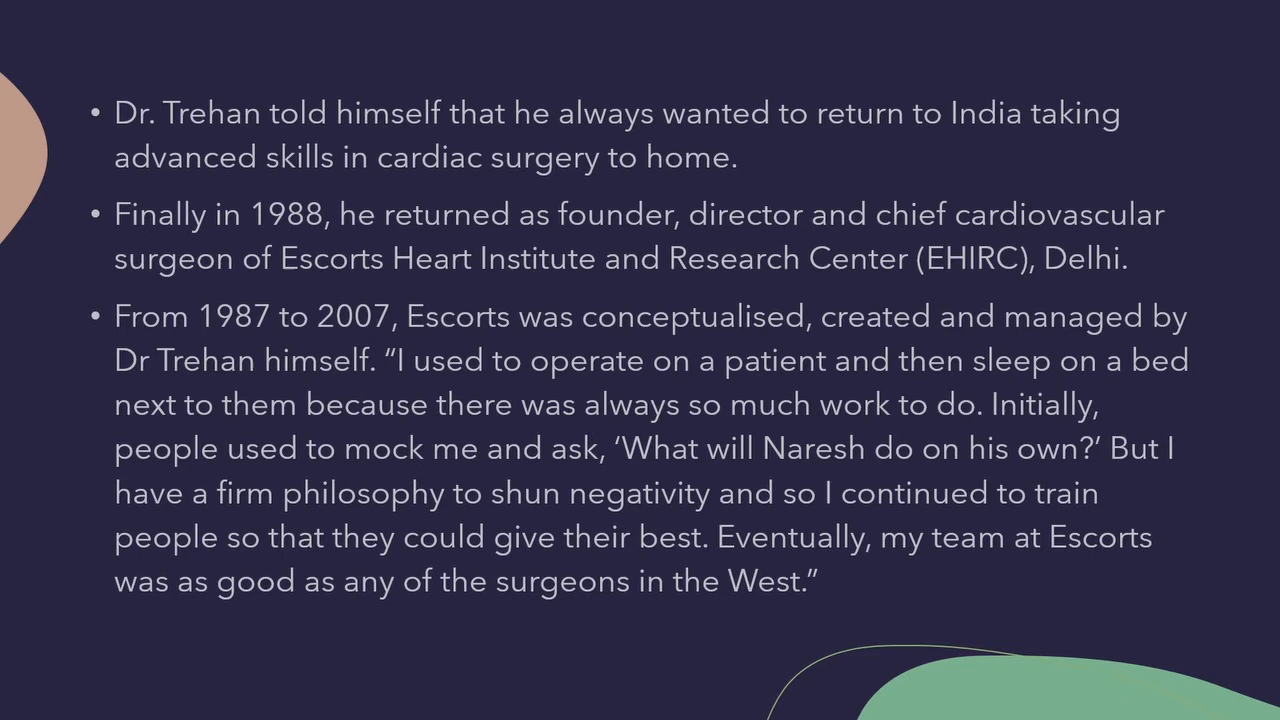 • Dr. Trehan told himself that he always wanted to return to India taking
advanced skills in cardiac surgery to home.
• Finally in 1988, he returned as founder, director and chief cardiovascular
surgeon of Escorts Heart Institute and Research Center (EHIRC), Delhi.
• From 1987 to 2007, Escorts was conceptualised, created and managed by
Dr Trehan himself. “I used to operate on a patient and then sleep on a bed
next to them because there was always so much work to do. Initially,
people used to mock me and ask, ‘What will Naresh do on his own?’ But I
have a firm philosophy to shun negativity and so I continued to train
people so that they could give their best. Eventually, my team at Escorts
was as good as any of the surgeons in the West.”